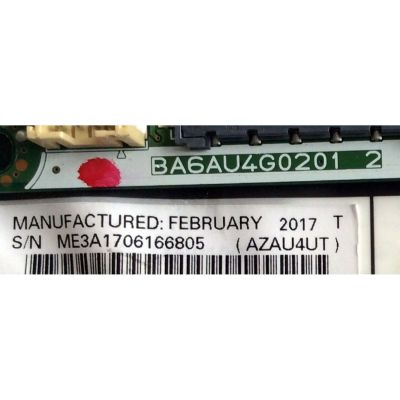 BA6AU4G0201 2
MANUFACTURED: FEBRUARY 2017 T
S/N ME3A1706166805 (AZAU4UT)